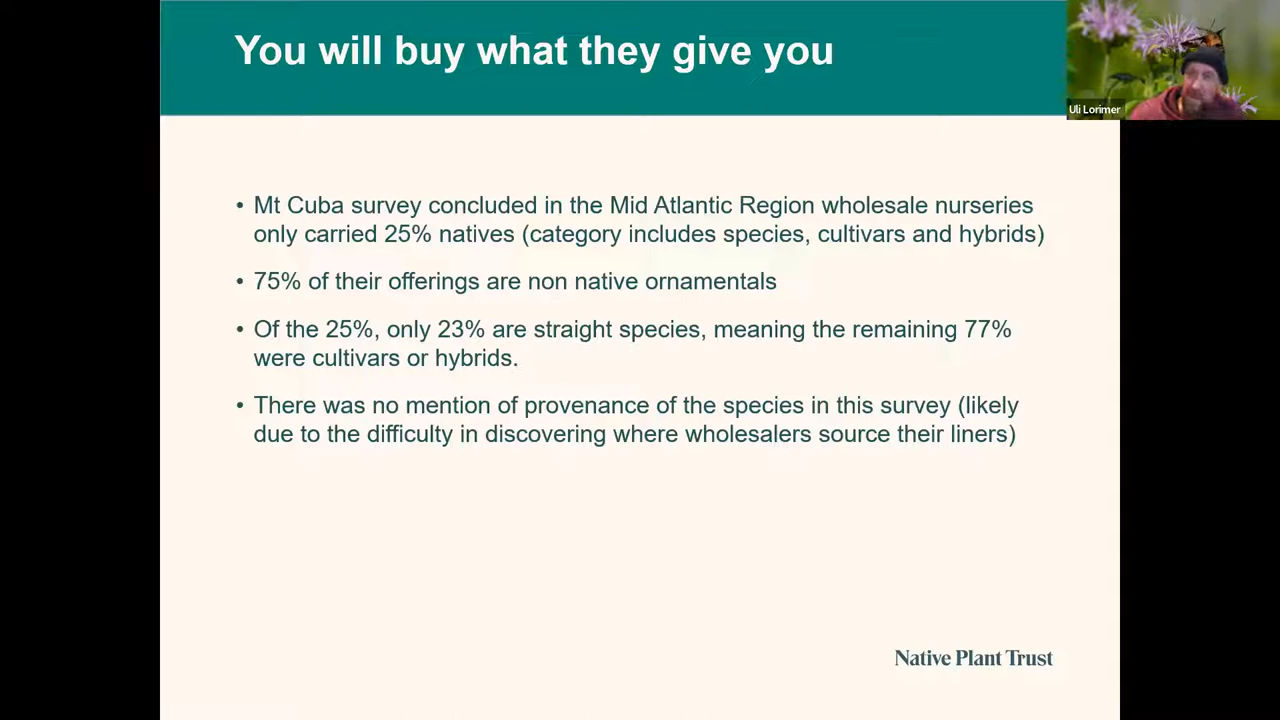 You will buy what they give you
Uli Lorimer
• Mt Cuba survey concluded in the Mid Atlantic Region wholesale nurseries
only carried 25% natives (category includes species, cultivars and hybrids)
• 75% of their offerings are non native ornamentals
• Of the 25%, only 23% are straight species, meaning the remaining 77%
were cultivars or hybrids.
• There was no mention of provenance of the species in this survey (likely
due to the difficulty in discovering where wholesalers source their liners)
Native Plant Trust